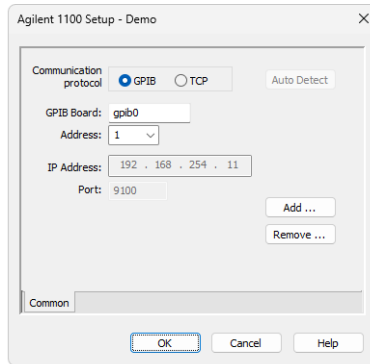 Agilent 1100 Setup - Demo
Communication protocol GPIB TCP Auto Detect
GPIB Board: gpib0
Address: 1
IP Address: 192 . 168 . 254 . 11
Port: 9100
Add ...
Remove ...
Common
OK Cancel Help